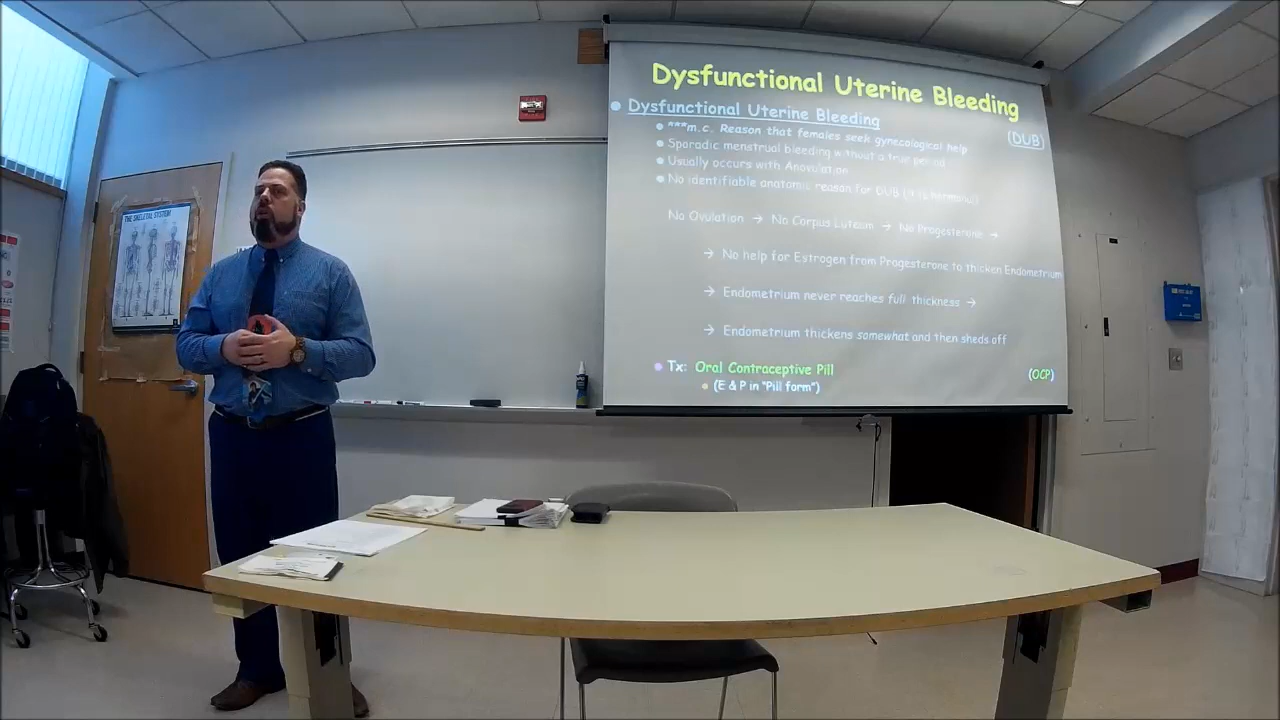 THE SKELETAL SYSTEM
Dysfunctional Uterine Bleeding
Dysfunctional Uterine Bleeding
(DUB)
***m.c. Reason that females seek gynecological help
Sporadic menstrual bleeding without a true period
Usually occurs with Anovulation
No identifiable anatomic reason for DUB (it is hormonal)
No Ovulation → No Corpus Luteum → No Progesterone →
→ No help for Estrogen from Progesterone to thicken Endometrium
→ Endometrium never reaches full thickness →
→ Endometrium thickens somewhat and then sheds off
Tx: Oral Contraceptive Pill
(OCP)
(E & P in "Pill form")